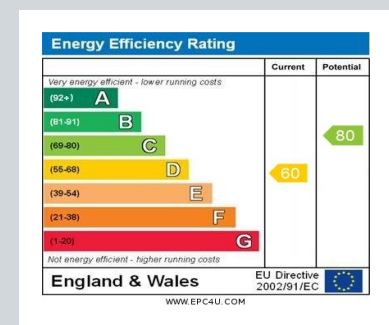 Energy Efficiency Rating
Current Potential
Very energy efficient - lower running costs
(92+) A
(81-91) B
(69-80) C
80
(55-68) D
60
(39-54) E
(21-38) F
(1-20) G
Not energy efficient - higher running costs
England & Wales EU Directive 2002/91/EC
WWW.EPC4U.COM